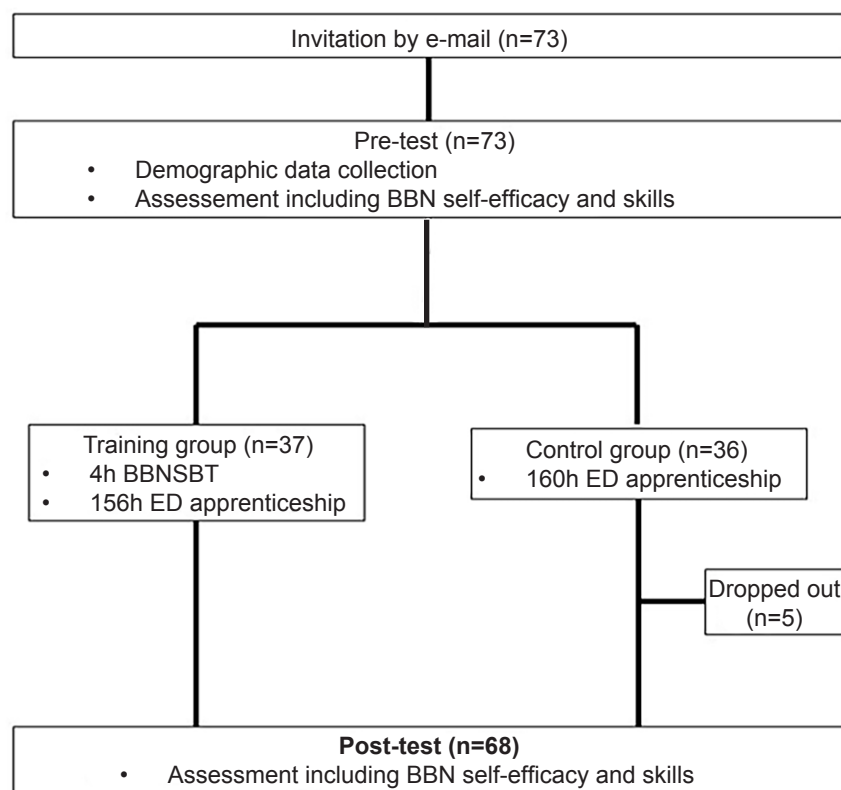 Invitation by e-mail (n=73)
Pre-test (n=73)
• Demographic data collection
• Assessement including BBN self-efficacy and skills
Training group (n=37)
• 4h BBNSBT
• 156h ED apprenticeship
Control group (n=36)
• 160h ED apprenticeship
Dropped out
(n=5)
Post-test (n=68)
• Assessment including BBN self-efficacy and skills